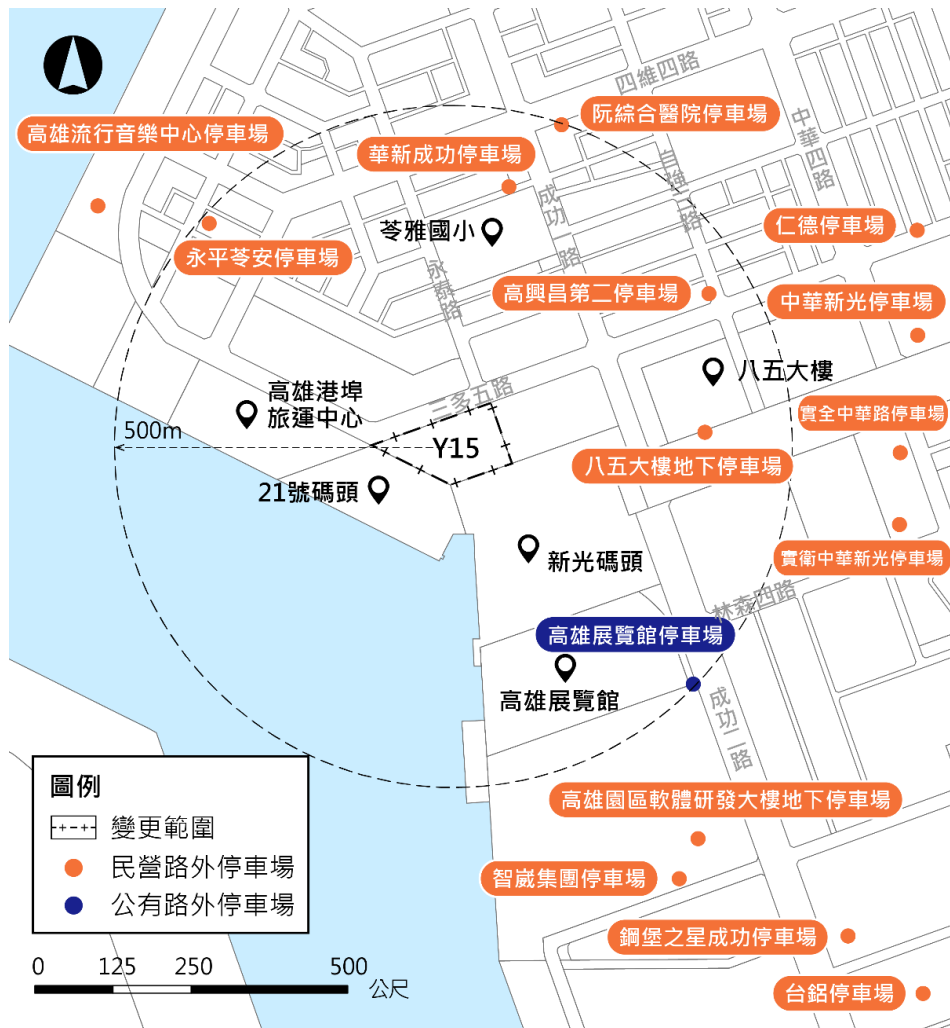 四維四路
阮綜合醫院停車場
高雄流行音樂中心停車場
華新成功停車場
中華四路
自強三路
成功一路
苓雅國小
仁德停車場
永平苓安停車場
永泰路
高興昌第二停車場
中華新光停車場
八五大樓
高雄港埠
旅運中心
三多五路
實全中華路停車場
500m
Y15
八五大樓地下停車場
21號碼頭
新光碼頭
實衛中華新光停車場
林森四路
高雄展覽館停車場
高雄展覽館
成功二路
圖例
變更範圍
民營路外停車場
公有路外停車場
高雄園區軟體研發大樓地下停車場
智崴集團停車場
鋼堡之星成功停車場
0 125 250 500
公尺
台鋁停車場